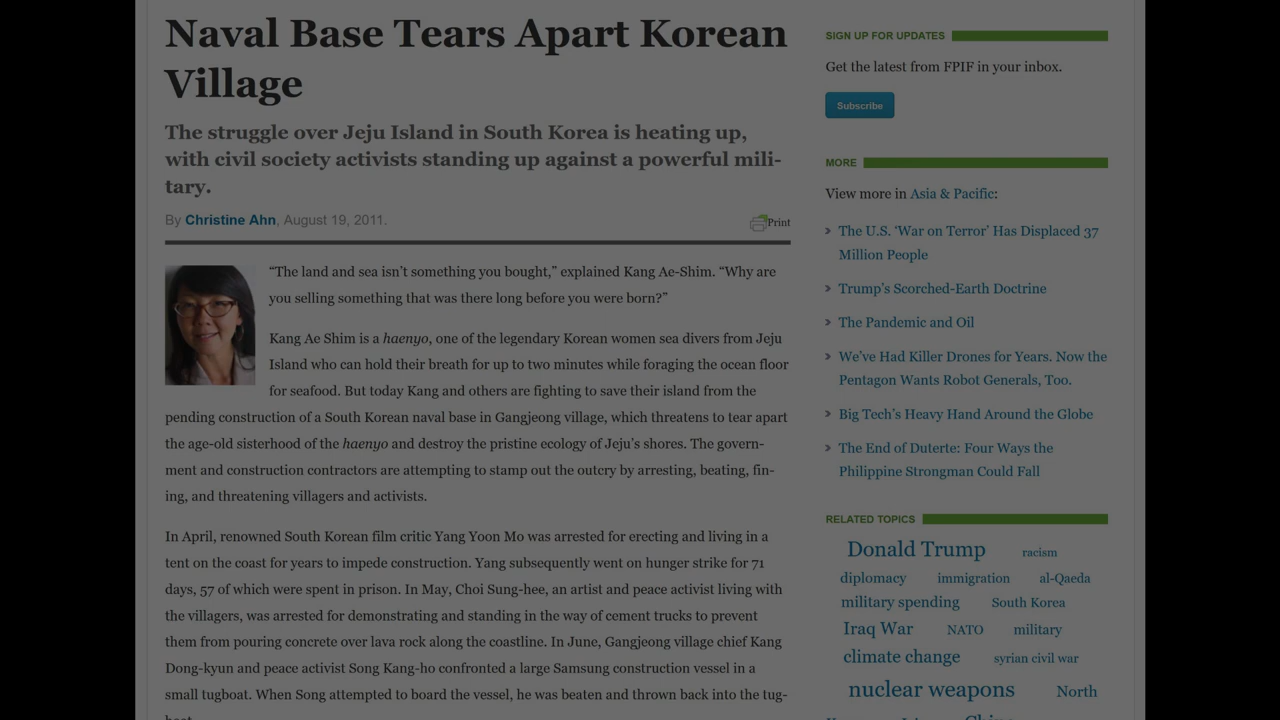 Naval Base Tears Apart Korean
Village
The struggle over Jeju Island in South Korea is heating up,
with civil society activists standing up against a powerful mili-
tary.
By Christine Ahn, August 19, 2011.
Print
“The land and sea isn’t something you bought,” explained Kang Ae-Shim. “Why are
you selling something that was there long before you were born?”
Kang Ae Shim is a haenyo, one of the legendary Korean women sea divers from Jeju
Island who can hold their breath for up to two minutes while foraging the ocean floor
for seafood. But today Kang and others are fighting to save their island from the
pending construction of a South Korean naval base in Gangjeong village, which threatens to tear apart
the age-old sisterhood of the haenyo and destroy the pristine ecology of Jeju’s shores. The govern-
ment and construction contractors are attempting to stamp out the outcry by arresting, beating, fin-
ing, and threatening villagers and activists.
In April, renowned South Korean film critic Yang Yoon Mo was arrested for erecting and living in a
tent on the coast for years to impede construction. Yang subsequently went on hunger strike for 71
days, 57 of which were spent in prison. In May, Choi Sung-hee, an artist and peace activist living with
the villagers, was arrested for demonstrating and standing in the way of cement trucks to prevent
them from pouring concrete over lava rock along the coastline. In June, Gangjeong village chief Kang
Dong-kyun and peace activist Song Kang-ho confronted a large Samsung construction vessel in a
small tugboat. When Song attempted to board the vessel, he was beaten and thrown back into the tug-
SIGN UP FOR UPDATES
Get the latest from FPIF in your inbox.
Subscribe
MORE
View more in Asia & Pacific:
The U.S. ‘War on Terror’ Has Displaced 37
Million People
Trump’s Scorched-Earth Doctrine
The Pandemic and Oil
We’ve Had Killer Drones for Years. Now the
Pentagon Wants Robot Generals, Too.
Big Tech’s Heavy Hand Around the Globe
The End of Duterte: Four Ways the
Philippine Strongman Could Fall
RELATED TOPICS
Donald Trump racism
diplomacy immigration al-Qaeda
military spending South Korea
Iraq War NATO military
climate change syrian civil war
nuclear weapons North